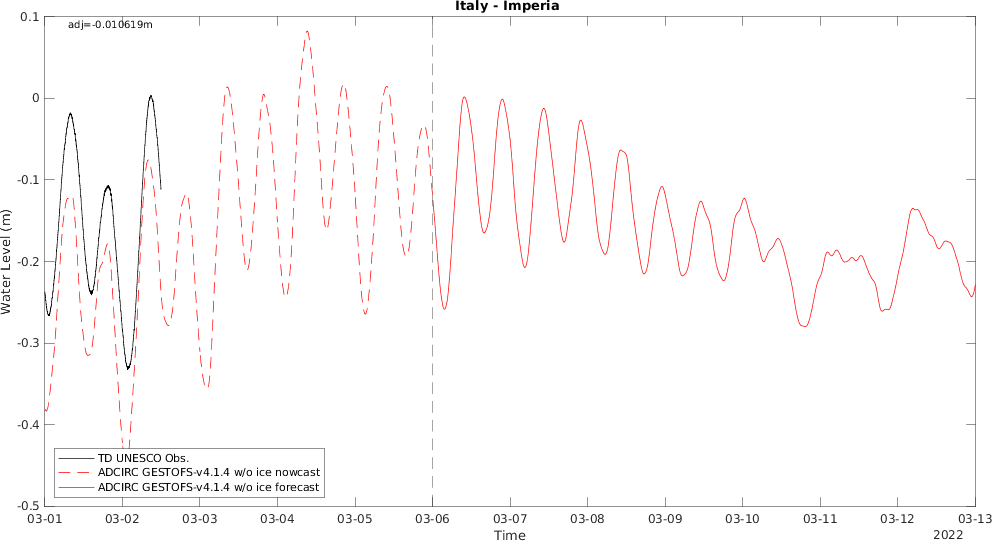 Italy - Imperia
adj=-0.010619m
0.1
0
-0.1
-0.2
-0.3
-0.4
-0.5
Water Level (m)
TD UNESCO Obs.
ADCIRC GESTOFS-v4.1.4 w/o ice nowcast
ADCIRC GESTOFS-v4.1.4 w/o ice forecast
03-01 03-02 03-03 03-04 03-05 03-06 03-07 03-08 03-09 03-10 03-11 03-12 03-13
Time
2022